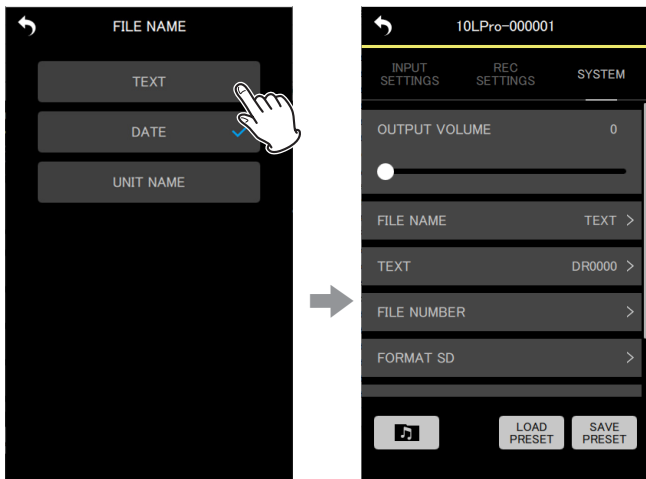 FILE NAME
TEXT
DATE
UNIT NAME
10LPro-000001
INPUT SETTINGS
REC SETTINGS
SYSTEM
OUTPUT VOLUME 0
FILE NAME TEXT >
TEXT DR0000 >
FILE NUMBER >
FORMAT SD >
LOAD PRESET
SAVE PRESET